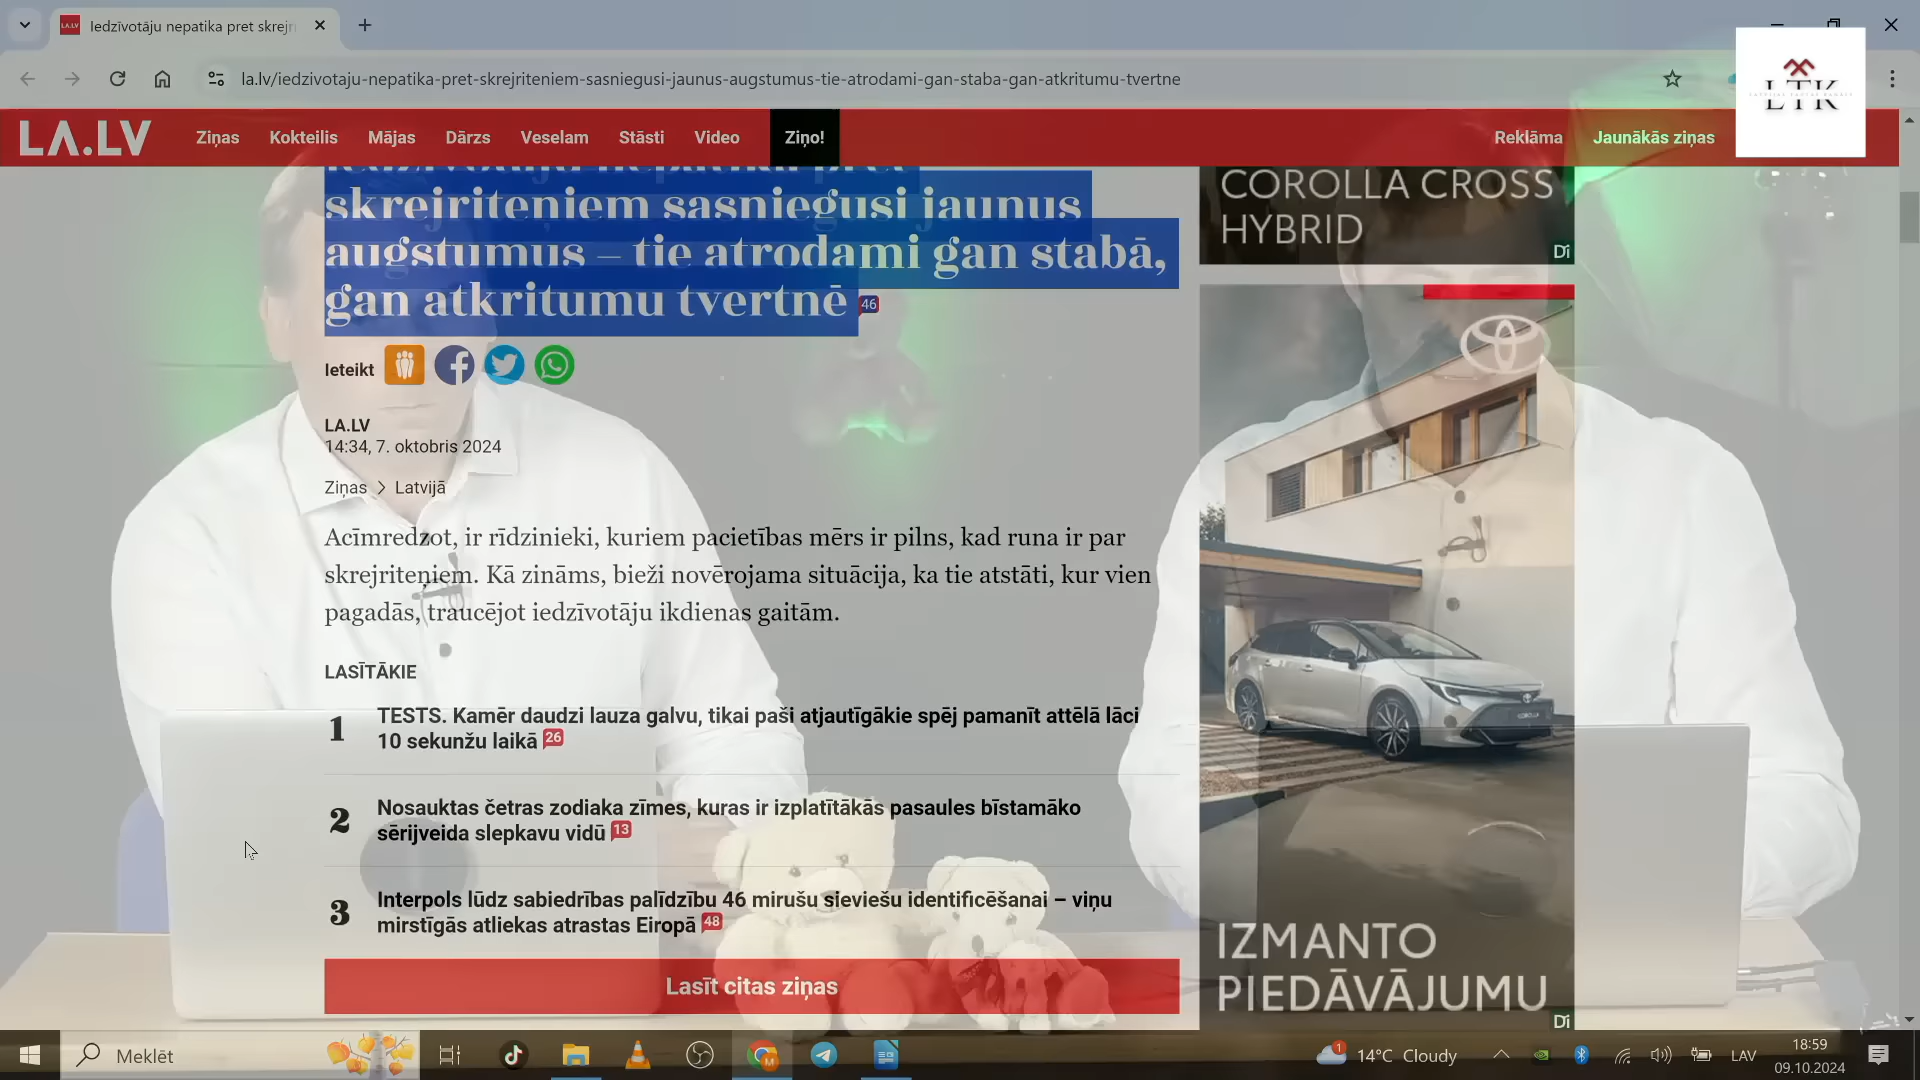 Iedzīvotāju nepatika pret skejr
la.lv/iedzivotaju-nepatika-pret-skrejriteniem-sasniegusi-jaunus-augstumus-tie-atrodami-gan-staba-gan-atkritumu-tvertne
LTK
LA.LV
Ziņas Kokteilis Mājas Dārzs Veselam Stāsti Video Ziņo! Reklāma Jaunākās ziņas
Iedzīvotāju nepatika pret
skrejriteņiem sasniegusi jaunus
augstumus – tie atrodami gan stabā,
gan atkritumu tvertnē 46
COROLLA CROSS
HYBRID
Ieteikt
LA.LV
14:34, 7. oktobris 2024
Ziņas > Latvijā
Acīmredzot, ir rīdzinieki, kuriem pacietības mērs ir pilns, kad runa ir par
skrejriteņiem. Kā zināms, bieži novērojama situācija, ka tie atstāti, kur vien
pagadās, traucējot iedzīvotāju ikdienas gaitām.
LASĪTĀKIE
1 TESTS. Kamēr daudzi lauza galvu, tikai paši atjautīgākie spēj pamanīt attēlā lāci
10 sekunžu laikā 26
2 Nosauktas četras zodiaka zīmes, kuras ir izplatītākās pasaules bīstamāko
sērijveida slepkavu vidū 13
3 Interpols lūdz sabiedrības palīdzību 46 mirušu sieviešu identificēšanai – viņu
mirstīgās atliekas atrastas Eiropā 48
Lasīt citas ziņas
IZMANTO
PIEDĀVĀJUMU
Meklēt
1 14°C Cloudy LAV 18:59
09.10.2024